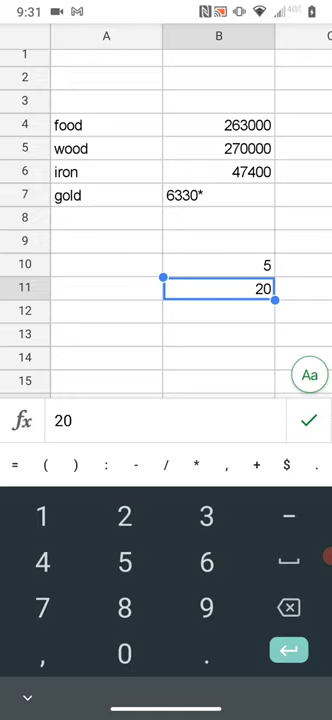 9:31 4G
A B C
1
2
3
4 food 263000
5 wood 270000
6 iron 47400
7 gold 6330*
8
9
10 5
11 20
12
13
14
15
Aa
fx 20
= ( ) : - / * , + $ .
1 2 3 −
4 5 6
7 8 9
, 0 .